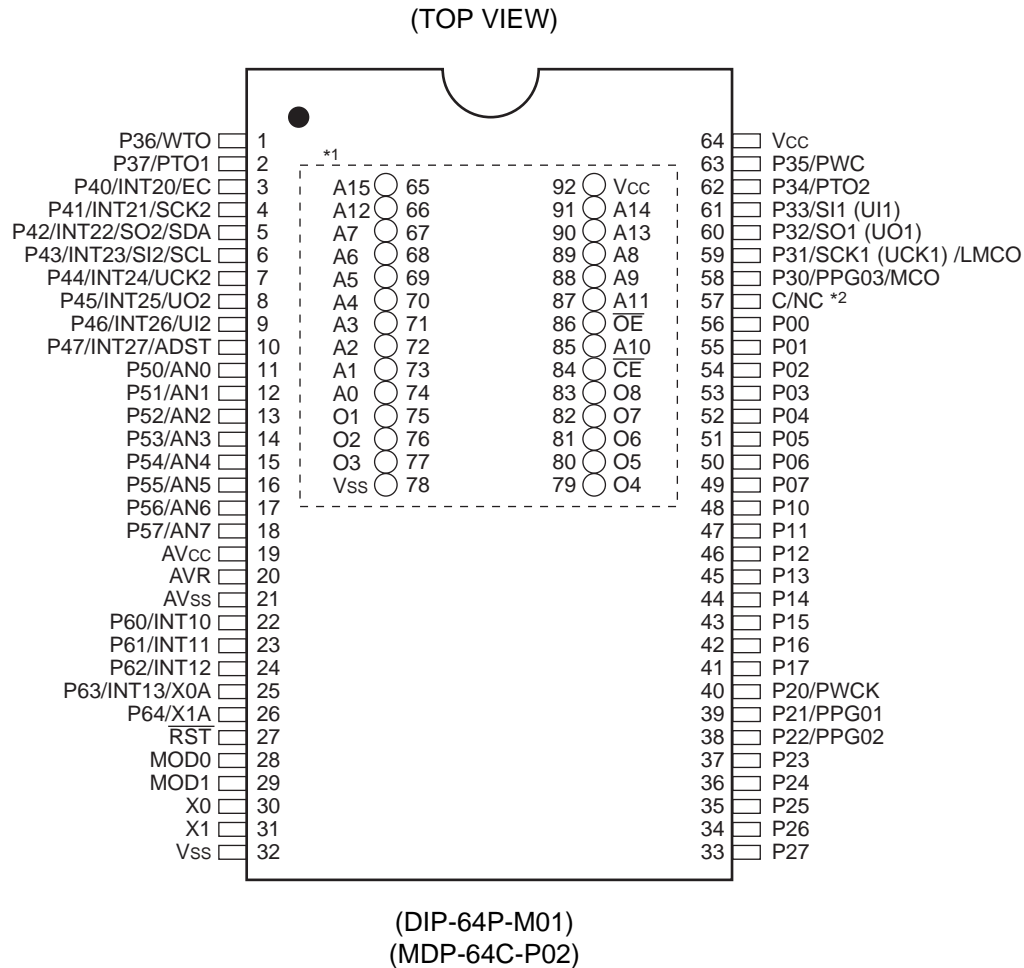 (TOP VIEW)
P36/WTO 1 64 Vcc
P37/PTO1 2 *1 63 P35/PWC
P40/INT20/EC 3 A15 65 92 Vcc 62 P34/PTO2
P41/INT21/SCK2 4 A12 66 91 A14 61 P33/SI1 (UI1)
P42/INT22/SO2/SDA 5 A7 67 90 A13 60 P32/SO1 (UO1)
P43/INT23/SI2/SCL 6 A6 68 89 A8 59 P31/SCK1 (UCK1) /LMCO
P44/INT24/UCK2 7 A5 69 88 A9 58 P30/PPG03/MCO
P45/INT25/UO2 8 A4 70 87 A11 57 C/NC *2
P46/INT26/UI2 9 A3 71 86 O̅E̅ 56 P00
P47/INT27/ADST 10 A2 72 85 A10 55 P01
P50/AN0 11 A1 73 84 C̅E̅ 54 P02
P51/AN1 12 A0 74 83 O8 53 P03
P52/AN2 13 O1 75 82 O7 52 P04
P53/AN3 14 O2 76 81 O6 51 P05
P54/AN4 15 O3 77 80 O5 50 P06
P55/AN5 16 Vss 78 79 O4 49 P07
P56/AN6 17 48 P10
P57/AN7 18 47 P11
AVcc 19 46 P12
AVR 20 45 P13
AVss 21 44 P14
P60/INT10 22 43 P15
P61/INT11 23 42 P16
P62/INT12 24 41 P17
P63/INT13/X0A 25 40 P20/PWCK
P64/X1A 26 39 P21/PPG01
R̅S̅T̅ 27 38 P22/PPG02
MOD0 28 37 P23
MOD1 29 36 P24
X0 30 35 P25
X1 31 34 P26
Vss 32 33 P27
(DIP-64P-M01)
(MDP-64C-P02)